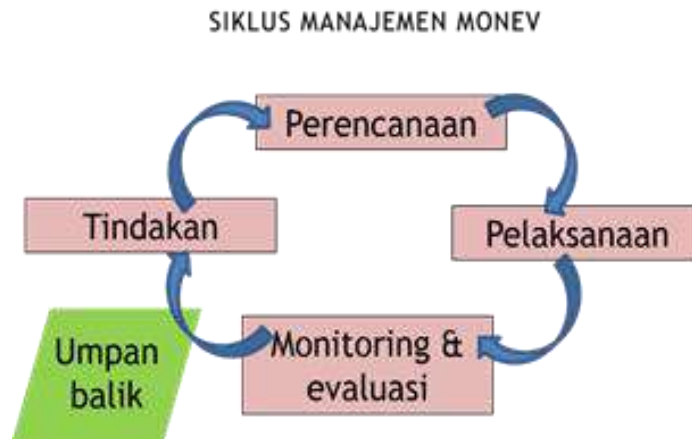 SIKLUS MANAJEMEN MONEV
Perencanaan
Tindakan
Pelaksanaan
Umpan
balik
Monitoring &
evaluasi